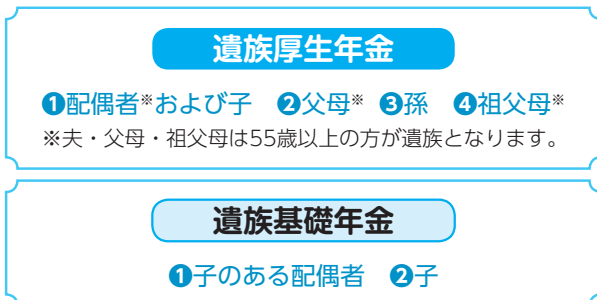 遺族厚生年金
❶配偶者※および子　❷父母※　❸孫　❹祖父母※
※夫・父母・祖父母は55歳以上の方が遺族となります。
遺族基礎年金
❶子のある配偶者　❷子